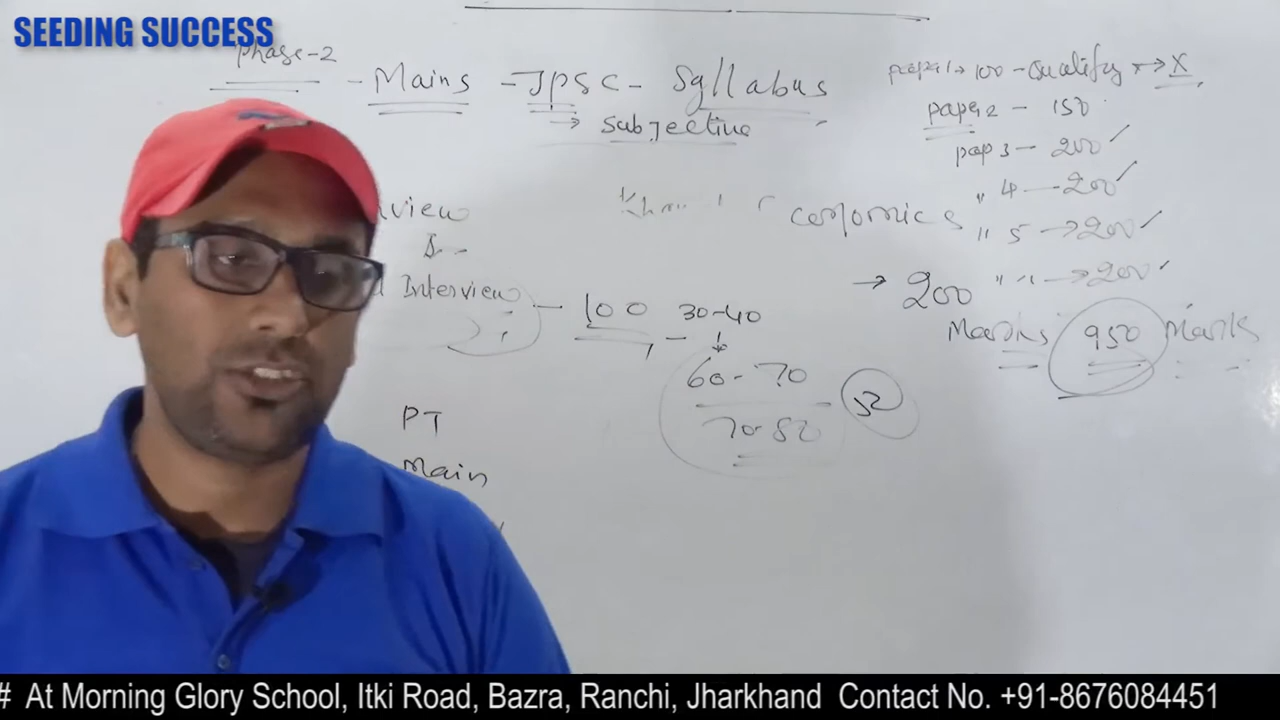 SEEDING SUCCESS
Phase-2
- Mains - JPSC - Syllabus
→ Subjective
paper1 → 100 - Qualify → X
paper2 - 150
pap 3 - 200 ✓
" 4 - 200 ✓
" 5 → 200 ✓
→ 200 ✓
→ 200
Marks 950 Marks
view
Interview - 100 30-40
60-70
70-80
PT
Main
# At Morning Glory School, Itki Road, Bazra, Ranchi, Jharkhand Contact No. +91-8676084451